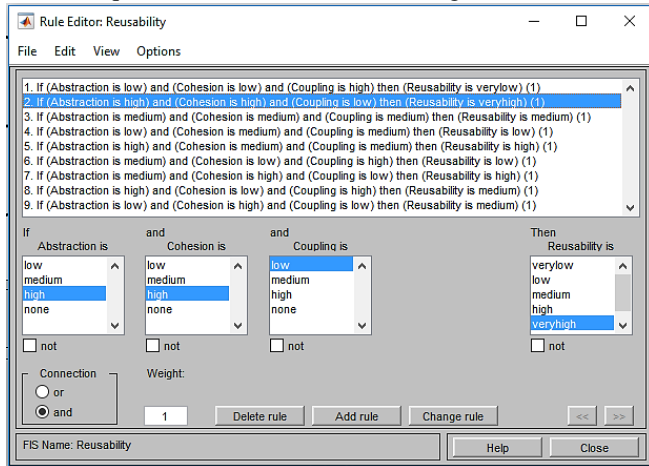 Rule Editor: Reusability
File Edit View Options
1. If (Abstraction is low) and (Cohesion is low) and (Coupling is high) then (Reusability is verylow) (1)
2. If (Abstraction is high) and (Cohesion is high) and (Coupling is low) then (Reusability is veryhigh) (1)
3. If (Abstraction is medium) and (Cohesion is medium) and (Coupling is medium) then (Reusability is medium) (1)
4. If (Abstraction is low) and (Cohesion is medium) and (Coupling is medium) then (Reusability is low) (1)
5. If (Abstraction is high) and (Cohesion is medium) and (Coupling is medium) then (Reusability is high) (1)
6. If (Abstraction is medium) and (Cohesion is low) and (Coupling is high) then (Reusability is low) (1)
7. If (Abstraction is medium) and (Cohesion is high) and (Coupling is low) then (Reusability is high) (1)
8. If (Abstraction is high) and (Cohesion is low) and (Coupling is high) then (Reusability is medium) (1)
9. If (Abstraction is low) and (Cohesion is high) and (Coupling is low) then (Reusability is medium) (1)
If and and Then
Abstraction is Cohesion is Coupling is Reusability is
low low low verylow
medium medium medium low
high high high medium
none none none high
veryhigh
not not not not
Connection Weight:
or
and 1 Delete rule Add rule Change rule << >>
FIS Name: Reusability Help Close